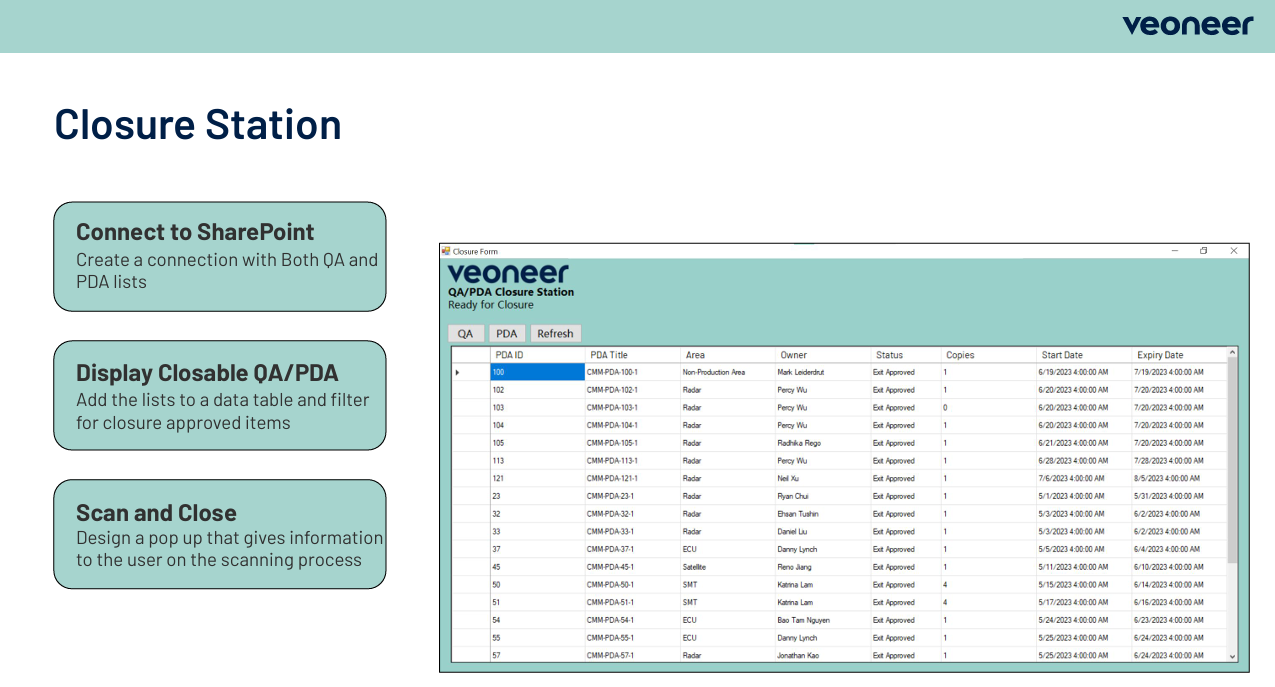 veoneer
Closure Station
Connect to SharePoint
Create a connection with Both QA and
PDA lists
Display Closable QA/PDA
Add the lists to a data table and filter
for closure approved items
Scan and Close
Design a pop up that gives information
to the user on the scanning process
Closure Form
veoneer
QA/PDA Closure Station
Ready for Closure
QA PDA Refresh
PDA ID PDA Title Area Owner Status Copies Start Date Expiry Date
100 CMM-PDA-100-1 Non-Production Area Mark Leiderdrut Exit Approved 1 6/19/2023 4:00:00 AM 7/19/2023 4:00:00 AM
102 CMM-PDA-102-1 Radar Percy Wu Exit Approved 1 6/20/2023 4:00:00 AM 7/20/2023 4:00:00 AM
103 CMM-PDA-103-1 Radar Percy Wu Exit Approved 0 6/20/2023 4:00:00 AM 7/20/2023 4:00:00 AM
104 CMM-PDA-104-1 Radar Percy Wu Exit Approved 1 6/20/2023 4:00:00 AM 7/20/2023 4:00:00 AM
105 CMM-PDA-105-1 Radar Radhika Rego Exit Approved 1 6/21/2023 4:00:00 AM 7/20/2023 4:00:00 AM
113 CMM-PDA-113-1 Radar Percy Wu Exit Approved 1 6/28/2023 4:00:00 AM 7/28/2023 4:00:00 AM
121 CMM-PDA-121-1 Radar Neil Xu Exit Approved 1 7/6/2023 4:00:00 AM 8/5/2023 4:00:00 AM
23 CMM-PDA-23-1 Radar Ryan Chui Exit Approved 1 5/1/2023 4:00:00 AM 5/31/2023 4:00:00 AM
32 CMM-PDA-32-1 Radar Ehsan Tushin Exit Approved 1 5/3/2023 4:00:00 AM 6/2/2023 4:00:00 AM
33 CMM-PDA-33-1 Radar Daniel Liu Exit Approved 1 5/3/2023 4:00:00 AM 6/2/2023 4:00:00 AM
37 CMM-PDA-37-1 ECU Danny Lynch Exit Approved 1 5/5/2023 4:00:00 AM 6/4/2023 4:00:00 AM
45 CMM-PDA-45-1 Satellite Reno Jiang Exit Approved 1 5/11/2023 4:00:00 AM 6/10/2023 4:00:00 AM
50 CMM-PDA-50-1 SMT Katrina Lam Exit Approved 4 5/15/2023 4:00:00 AM 6/14/2023 4:00:00 AM
51 CMM-PDA-51-1 SMT Katrina Lam Exit Approved 4 5/17/2023 4:00:00 AM 6/16/2023 4:00:00 AM
54 CMM-PDA-54-1 ECU Bao Tam Nguyen Exit Approved 1 5/24/2023 4:00:00 AM 6/23/2023 4:00:00 AM
55 CMM-PDA-55-1 ECU Danny Lynch Exit Approved 1 5/25/2023 4:00:00 AM 6/24/2023 4:00:00 AM
57 CMM-PDA-57-1 Radar Jonathan Kao Exit Approved 1 5/25/2023 4:00:00 AM 6/24/2023 4:00:00 AM